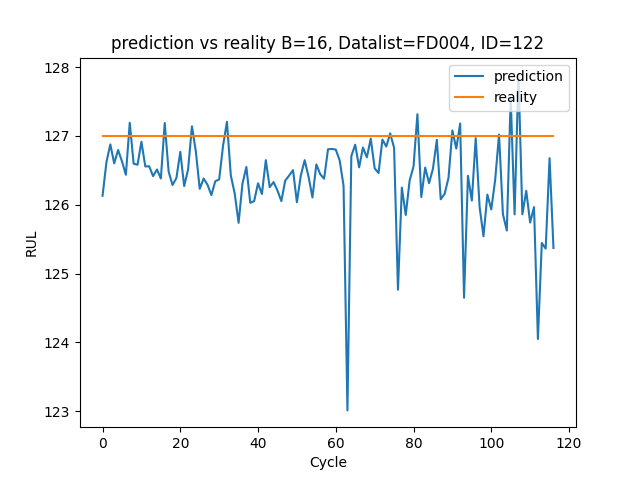 prediction vs reality B=16, Datalist=FD004, ID=122
prediction
reality
128
127
126
125
124
123
RUL
0 20 40 60 80 100 120
Cycle